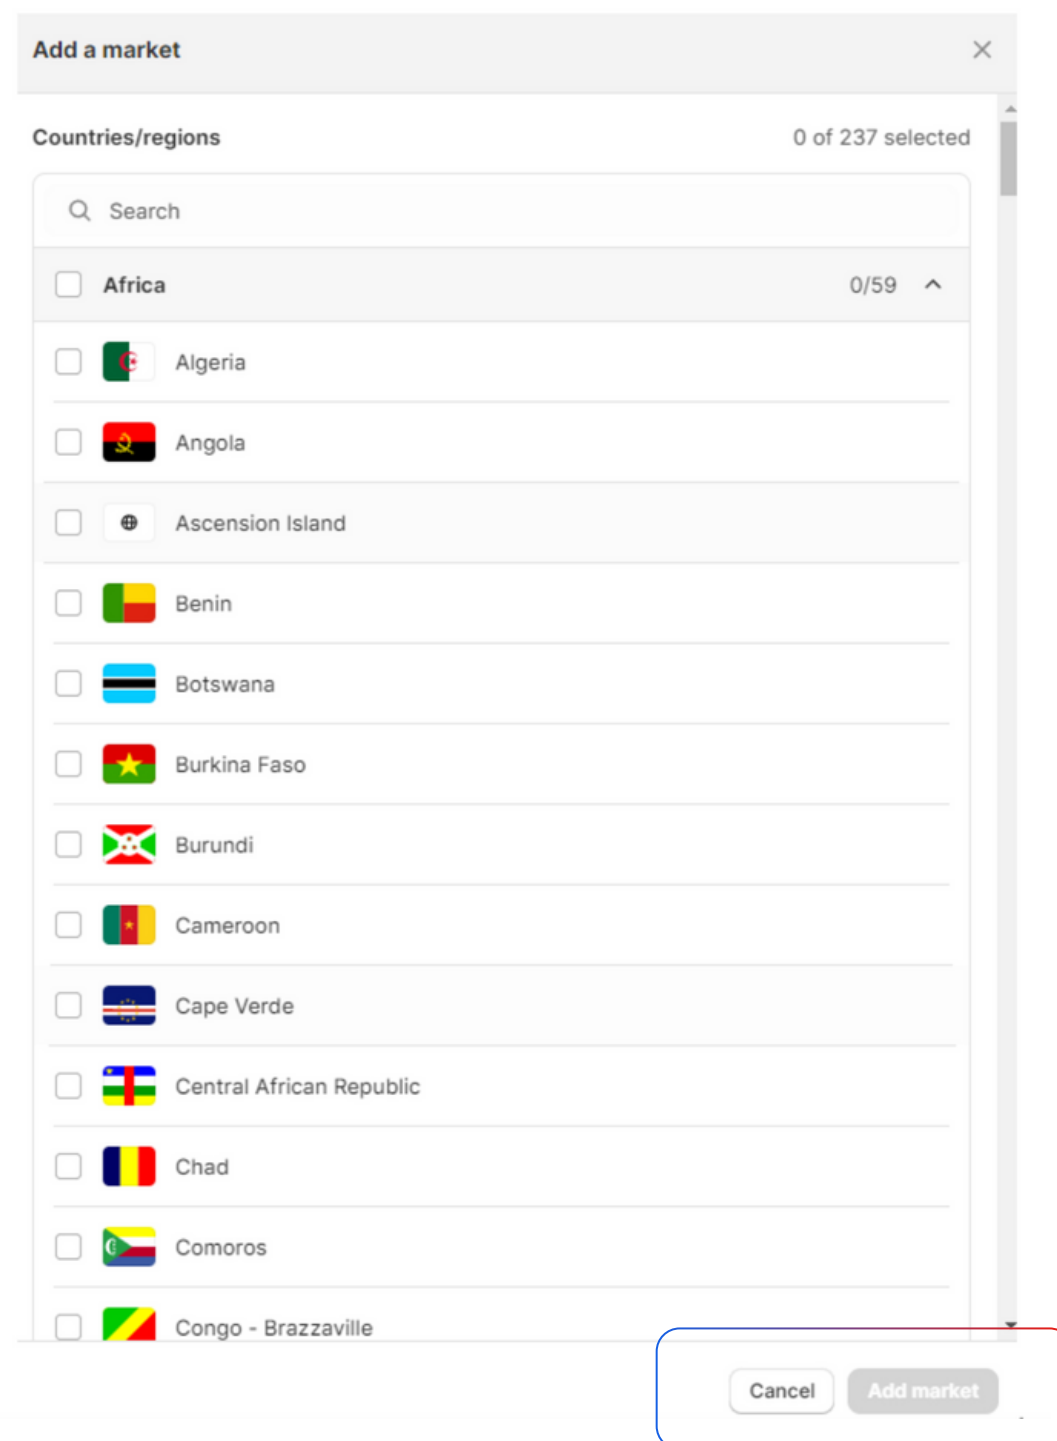 Add a market
Countries/regions 0 of 237 selected
Search
Africa 0/59
Algeria
Angola
Ascension Island
Benin
Botswana
Burkina Faso
Burundi
Cameroon
Cape Verde
Central African Republic
Chad
Comoros
Congo - Brazzaville
Cancel Add market